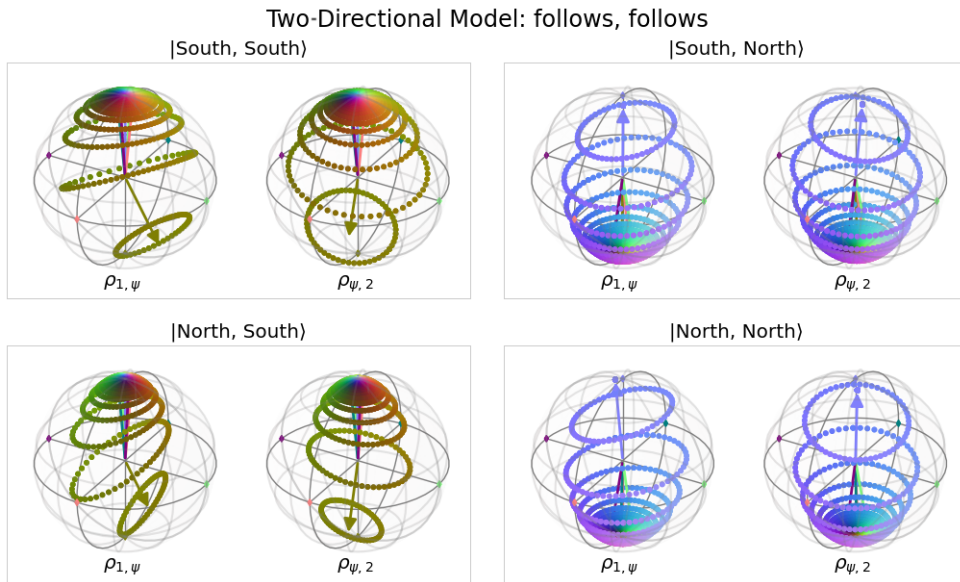 Two-Directional Model: follows, follows
|South, South⟩
|South, North⟩
ρ₁,ψ
ρψ,₂
ρ₁,ψ
ρψ,₂
|North, South⟩
|North, North⟩
ρ₁,ψ
ρψ,₂
ρ₁,ψ
ρψ,₂